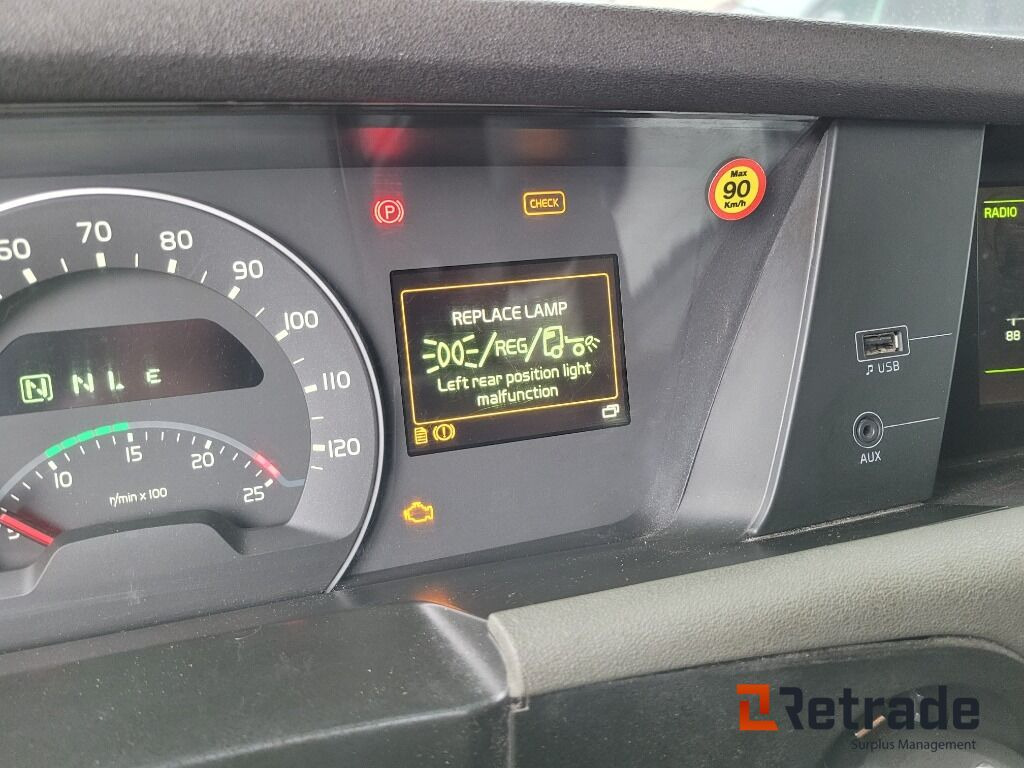 P
CHECK
Max
90
Km/h
RADIO
70
80
90
100
110
120
REPLACE LAMP
/REG/
Left rear position light
malfunction
N N L E
10
15
20
25
r/min x 100
88
USB
AUX
Retrade
Surplus Management